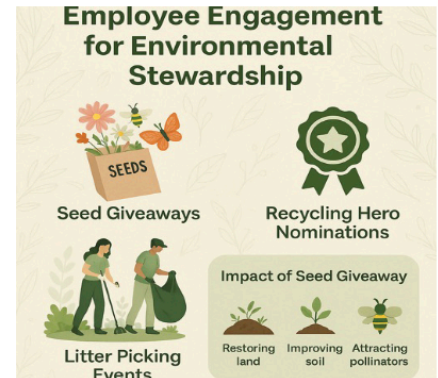 Employee Engagement
for Environmental
Stewardship
SEEDS
Seed Giveaways
Recycling Hero
Nominations
Litter Picking
Events
Impact of Seed Giveaway
Restoring
land
Improving
soil
Attracting
pollinators